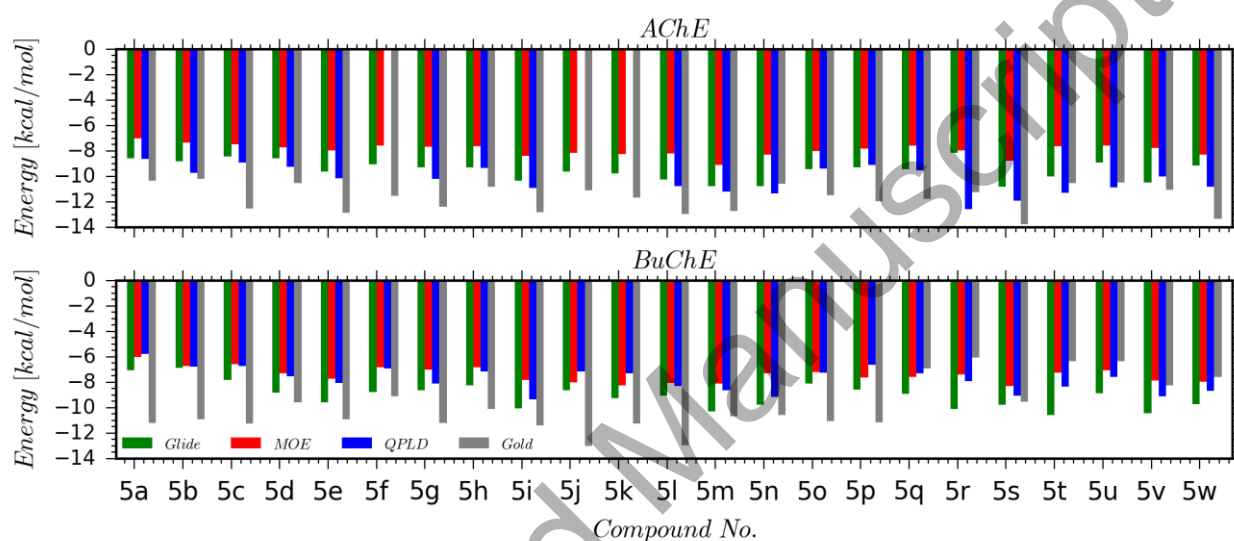 AChE
Energy [kcal/mol]
0
−2
−4
−6
−8
−10
−12
−14
BuChE
Energy [kcal/mol]
0
−2
−4
−6
−8
−10
−12
−14
Glide MOE QPLD Gold
5a 5b 5c 5d 5e 5f 5g 5h 5i 5j 5k 5l 5m 5n 5o 5p 5q 5r 5s 5t 5u 5v 5w
Compound No.
d Manuscript